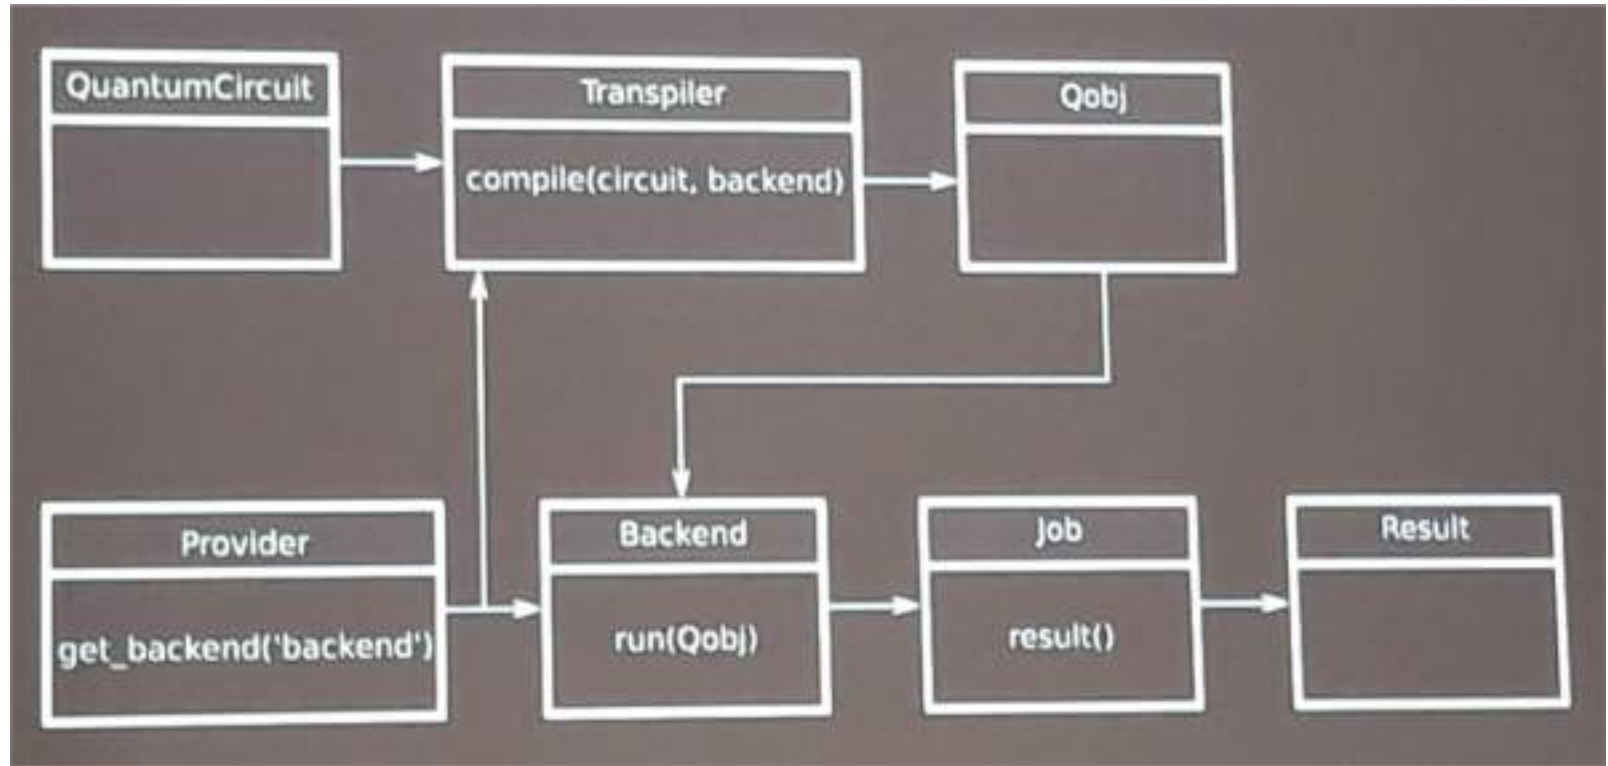 QuantumCircuit
Transpiler
compile(circuit, backend)
Qobj
Provider
get_backend('backend')
Backend
run(Qobj)
Job
result()
Result